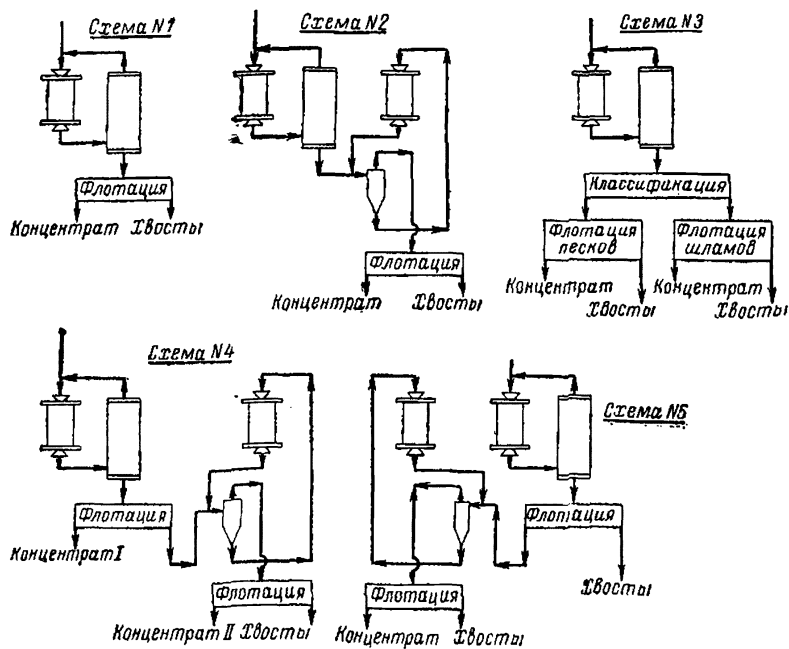 Схема N1
Флотация
Концентрат Хвосты
Схема N2
Флотация
Концентрат Хвосты
Схема N3
Классификация
Флотация
песков
Флотация
шламов
Концентрат
Хвосты
Концентрат
Хвосты
Схема N4
Флотация
Концентрат I
Флотация
Концентрат II Хвосты
Схема N5
Флотация
Хвосты
Флотация
Концентрат Хвосты